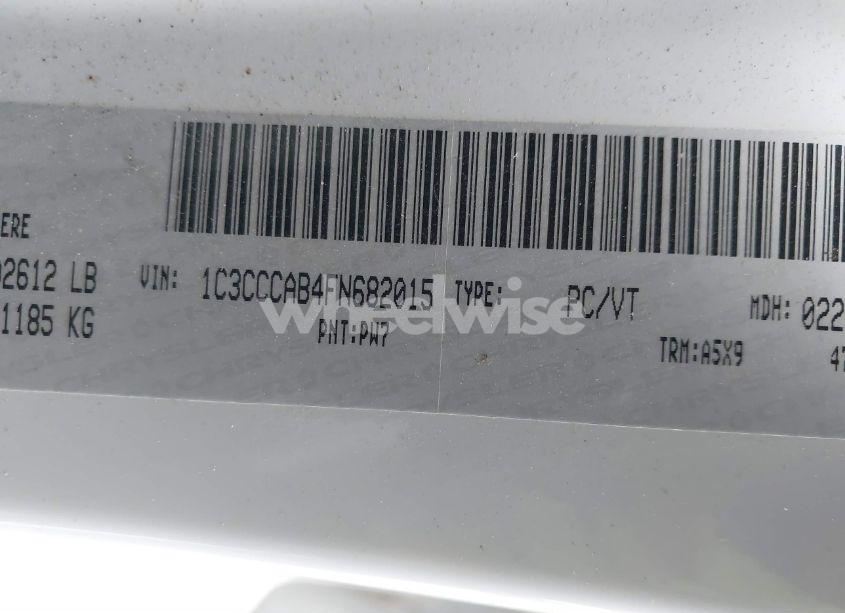 ERE
02612 LB VIN: 1C3CCCAB4FN682015 TYPE: PC/VT MDH: 022
1185 KG PNT:PW7 TRM:A5X9 47
wheelwise